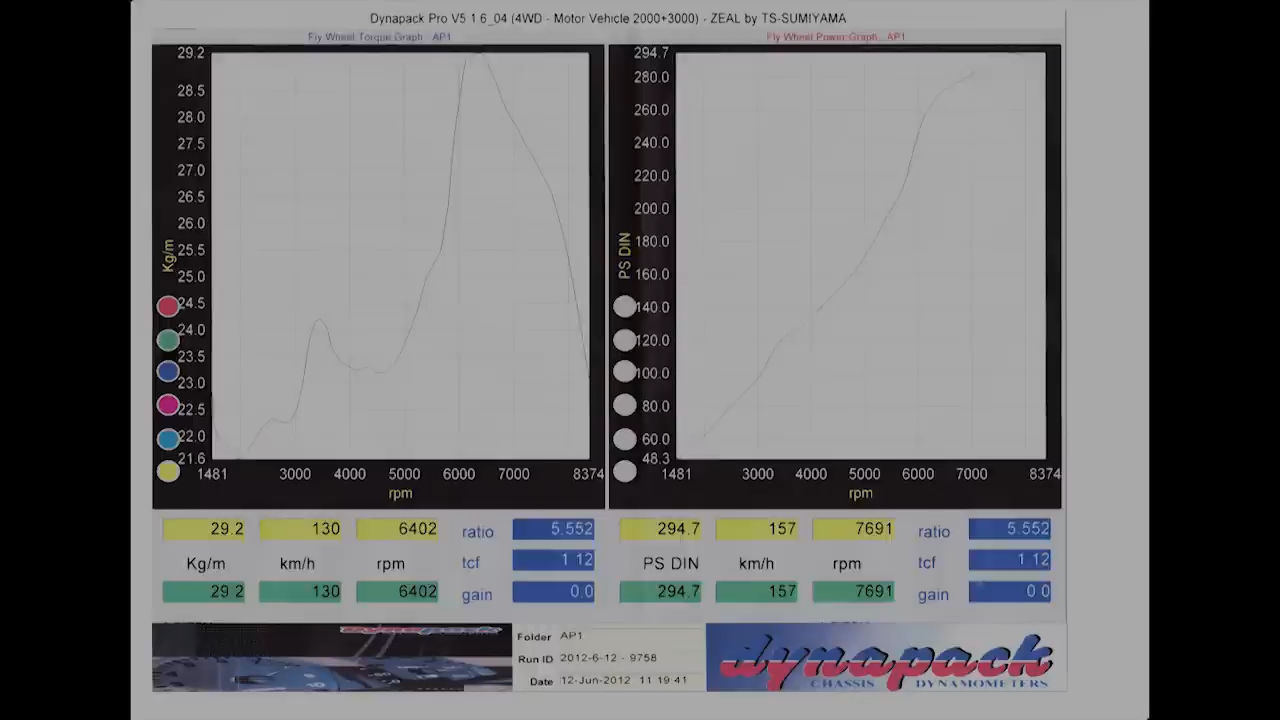 Dynapack Pro V5 1 6_04 (4WD - Motor Vehicle 2000+3000) - ZEAL by TS-SUMIYAMA
Fly Wheel Torque Graph - AP1
29.2
28.5
28.0
27.5
27.0
26.5
26.0
25.5
25.0
24.5
24.0
23.5
23.0
22.5
22.0
21.6
Kg/m
1481 3000 4000 5000 6000 7000 8374
rpm
Fly Wheel Power Graph - AP1
294.7
280.0
260.0
240.0
220.0
200.0
180.0
160.0
140.0
120.0
100.0
80.0
60.0
48.3
PS DIN
1481 3000 4000 5000 6000 7000 8374
rpm
29.2 130 6402 ratio 5.552
Kg/m km/h rpm tcf 1 12
29.2 130 6402 gain 0.0
294.7 157 7691 ratio 5.552
PS DIN km/h rpm tcf 1 12
294.7 157 7691 gain 0 0
dynapack
Folder AP1
Run ID 2012-6-12 - 9758
Date 12-Jun-2012 11 19 41
dynapack
CHASSIS DYNAMOMETERS